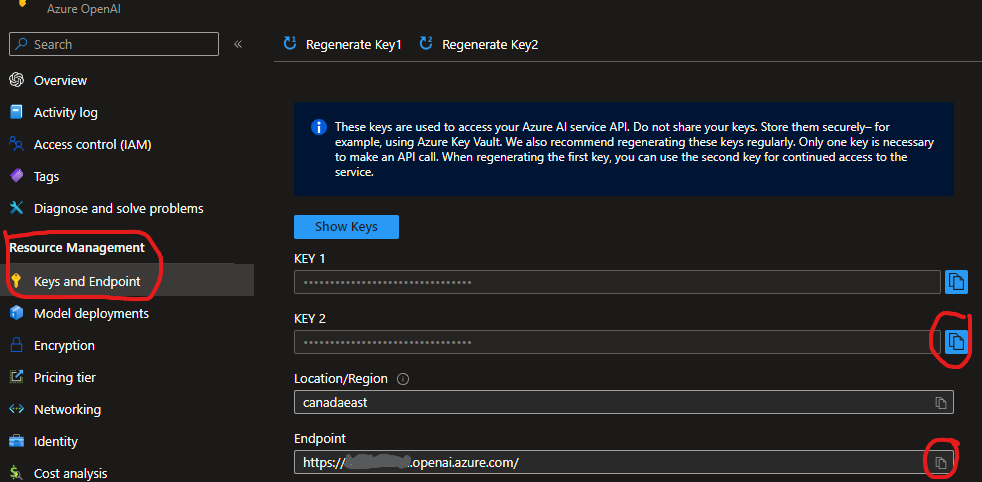 Azure OpenAI
Search
«
Regenerate Key1
Regenerate Key2
Overview
Activity log
Access control (IAM)
Tags
Diagnose and solve problems
Resource Management
Keys and Endpoint
Model deployments
Encryption
Pricing tier
Networking
Identity
Cost analysis
These keys are used to access your Azure AI service API. Do not share your keys. Store them securely– for
example, using Azure Key Vault. We also recommend regenerating these keys regularly. Only one key is necessary
to make an API call. When regenerating the first key, you can use the second key for continued access to the
service.
Show Keys
KEY 1
••••••••••••••••••••••••••••••••
KEY 2
••••••••••••••••••••••••••••••••
Location/Region
canadaeast
Endpoint
https:// .openai.azure.com/